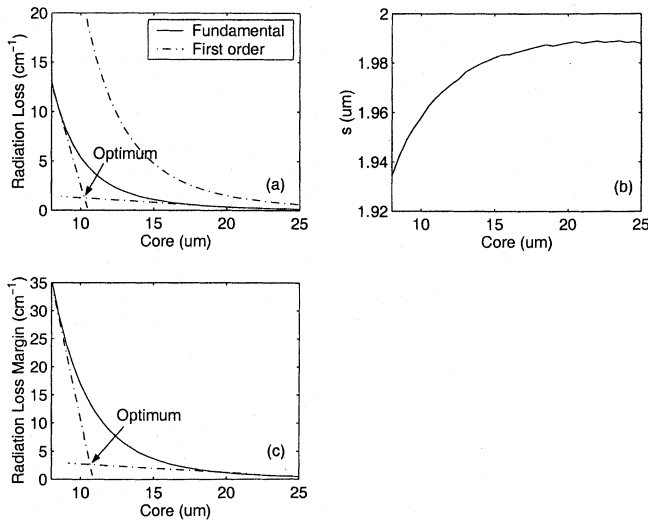 20
15
10
5
0
Radiation Loss (cm⁻¹)
Fundamental
First order
Optimum
(a)
10 15 20 25
Core (um)
2
1.98
1.96
1.94
1.92
s (um)
(b)
10 15 20 25
Core (um)
35
30
25
20
15
10
5
0
Radiation Loss Margin (cm⁻¹)
Optimum
(c)
10 15 20 25
Core (um)